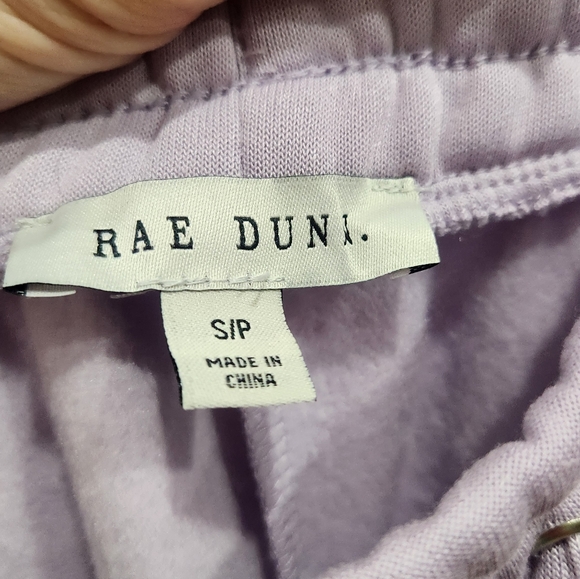 RAE DUNN.
S/P
MADE IN
CHINA